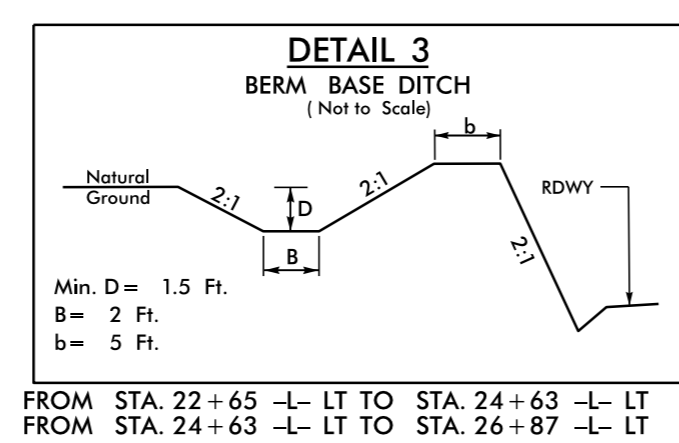 DETAIL 3
BERM BASE DITCH
( Not to Scale)
b
Natural
Ground
2:1
D
2:1
RDWY
B
2:1
Min. D= 1.5 Ft.
B= 2 Ft.
b= 5 Ft.
FROM STA. 22+65 -L- LT TO STA. 24+63 -L- LT
FROM STA. 24+63 -L- LT TO STA. 26+87 -L- LT